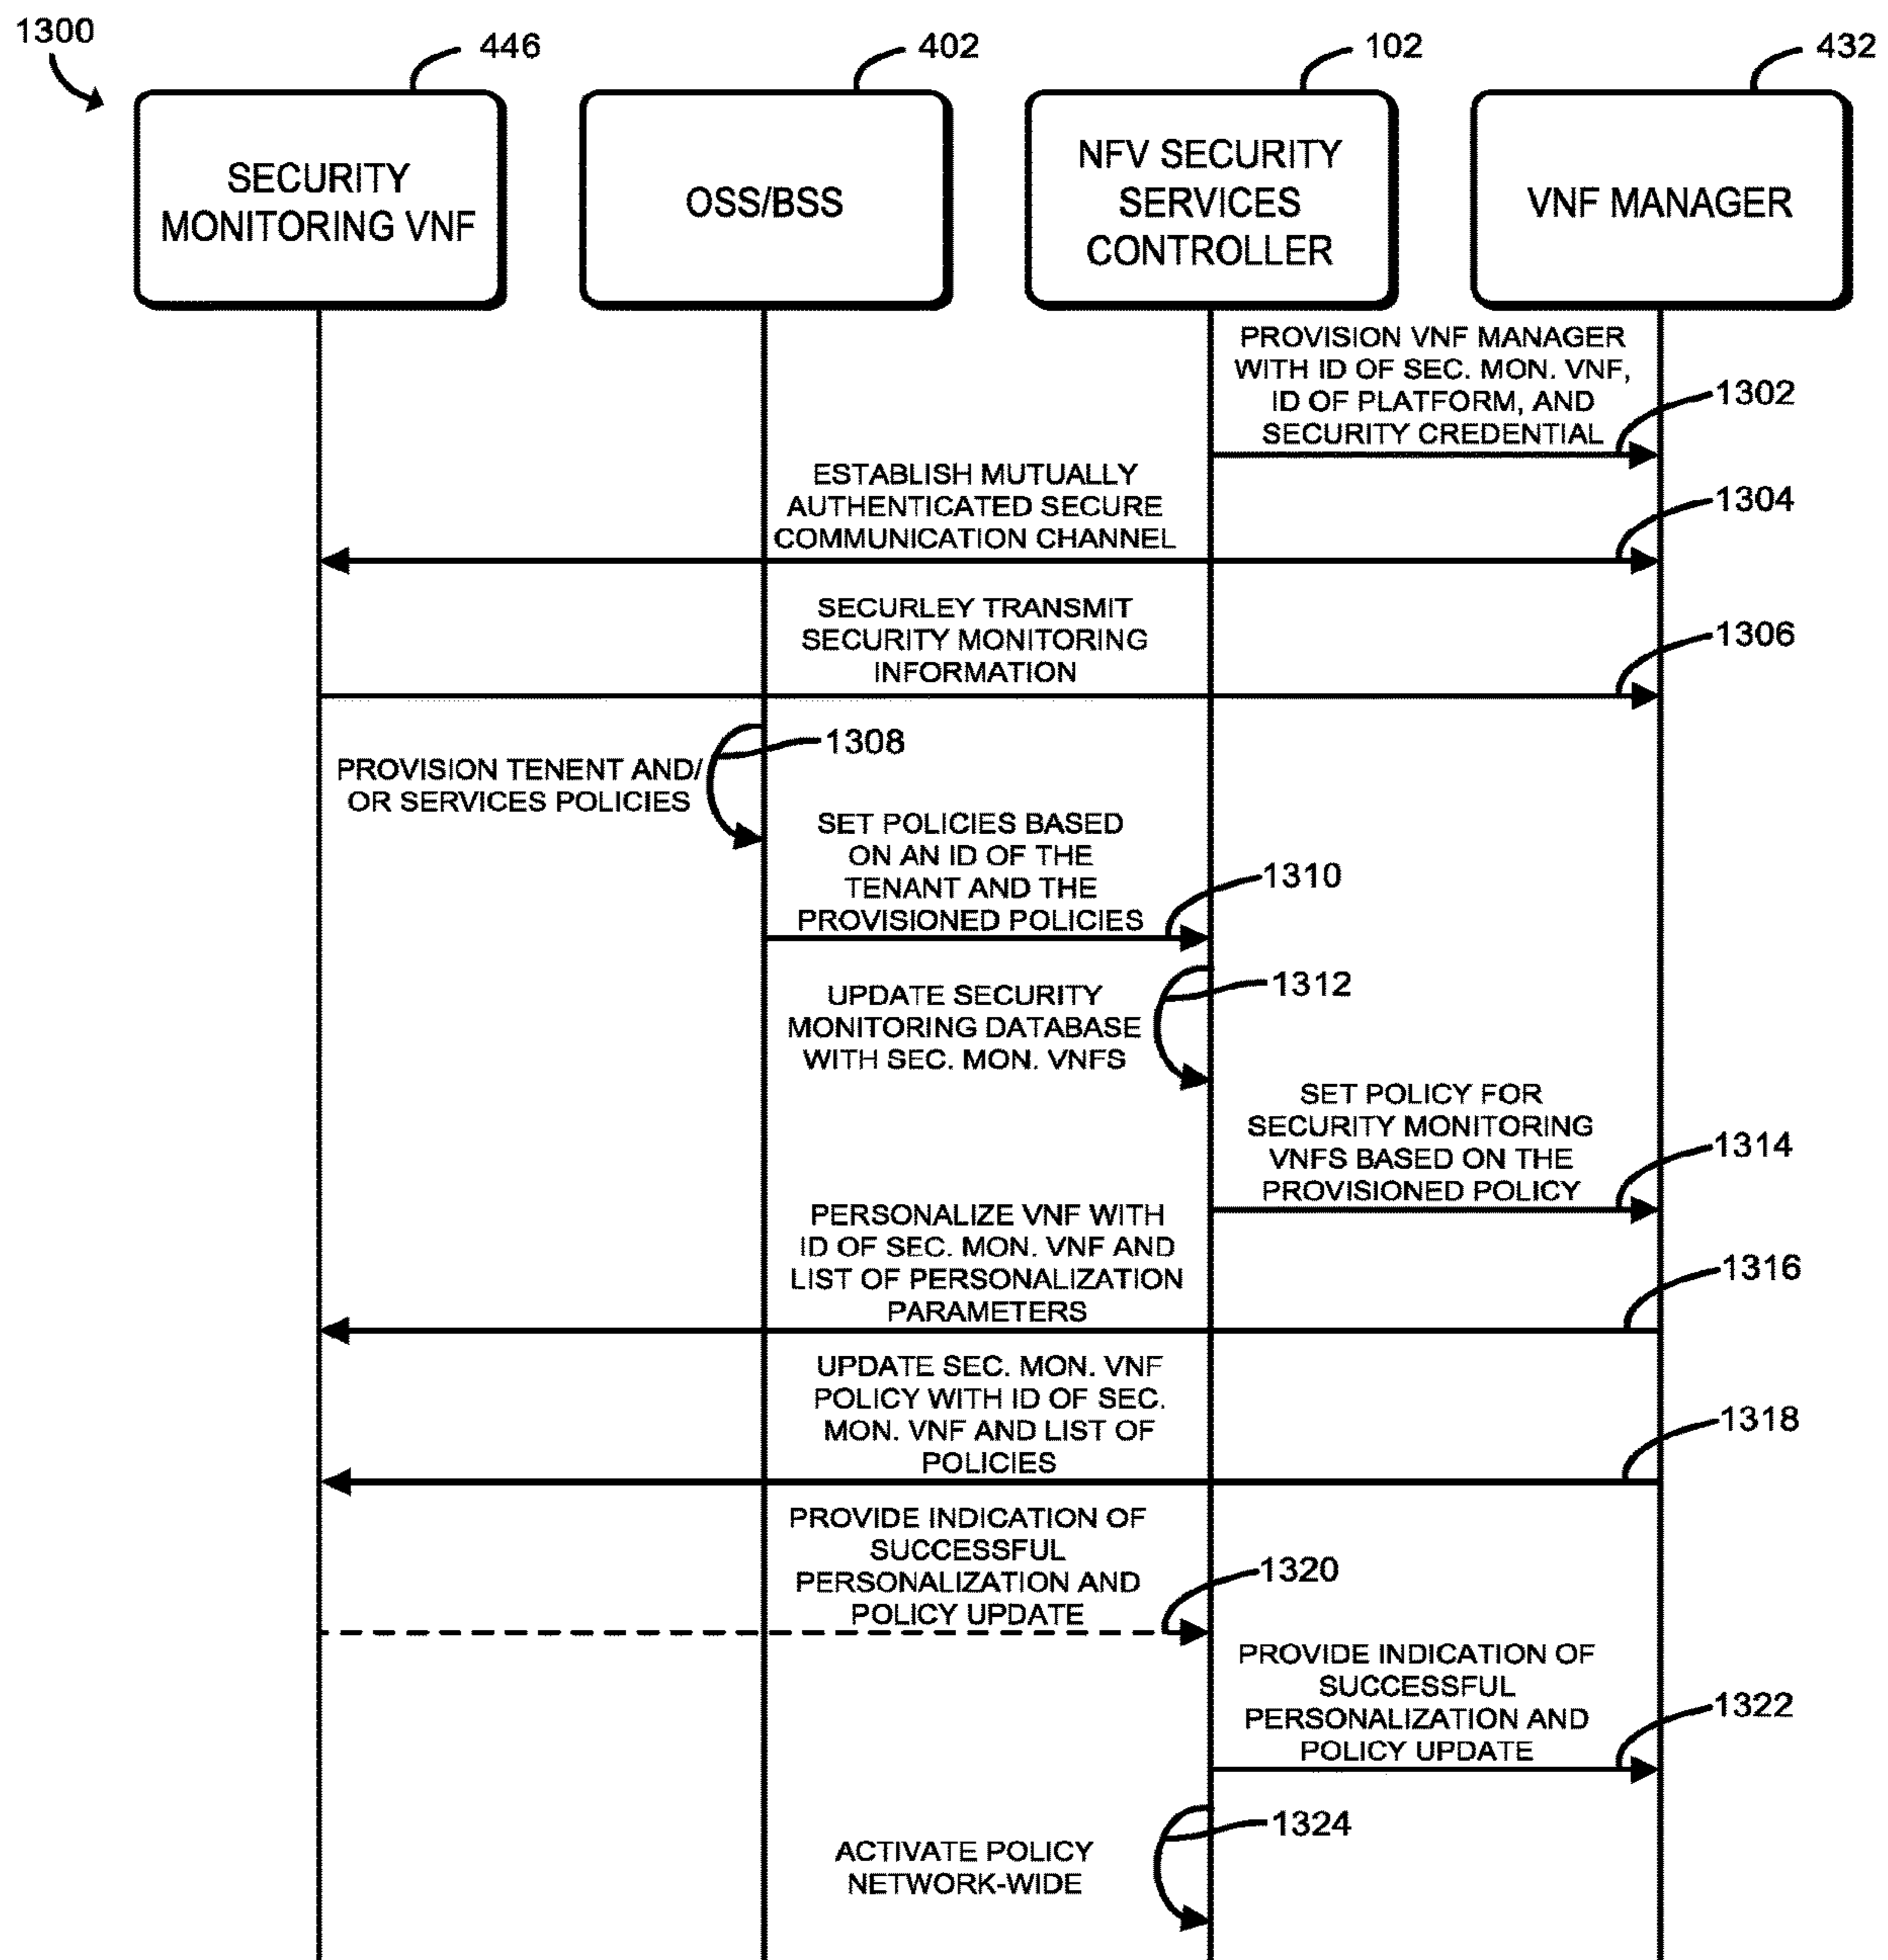 1300
446
402
102
432
SECURITY
MONITORING VNF
OSS/BSS
NFV SECURITY
SERVICES
CONTROLLER
VNF MANAGER
PROVISION VNF MANAGER
WITH ID OF SEC. MON. VNF,
ID OF PLATFORM, AND
SECURITY CREDENTIAL
1302
ESTABLISH MUTUALLY
AUTHENTICATED SECURE
COMMUNICATION CHANNEL
1304
SECURLEY TRANSMIT
SECURITY MONITORING
INFORMATION
1306
PROVISION TENENT AND/
OR SERVICES POLICIES
1308
SET POLICIES BASED
ON AN ID OF THE
TENANT AND THE
PROVISIONED POLICIES
1310
UPDATE SECURITY
MONITORING DATABASE
WITH SEC. MON. VNFS
1312
SET POLICY FOR
SECURITY MONITORING
VNFS BASED ON THE
PROVISIONED POLICY
1314
PERSONALIZE VNF WITH
ID OF SEC. MON. VNF AND
LIST OF PERSONALIZATION
PARAMETERS
1316
UPDATE SEC. MON. VNF
POLICY WITH ID OF SEC.
MON. VNF AND LIST OF
POLICIES
1318
PROVIDE INDICATION OF
SUCCESSFUL
PERSONALIZATION AND
POLICY UPDATE
1320
PROVIDE INDICATION OF
SUCCESSFUL
PERSONALIZATION AND
POLICY UPDATE
1322
ACTIVATE POLICY
NETWORK-WIDE
1324